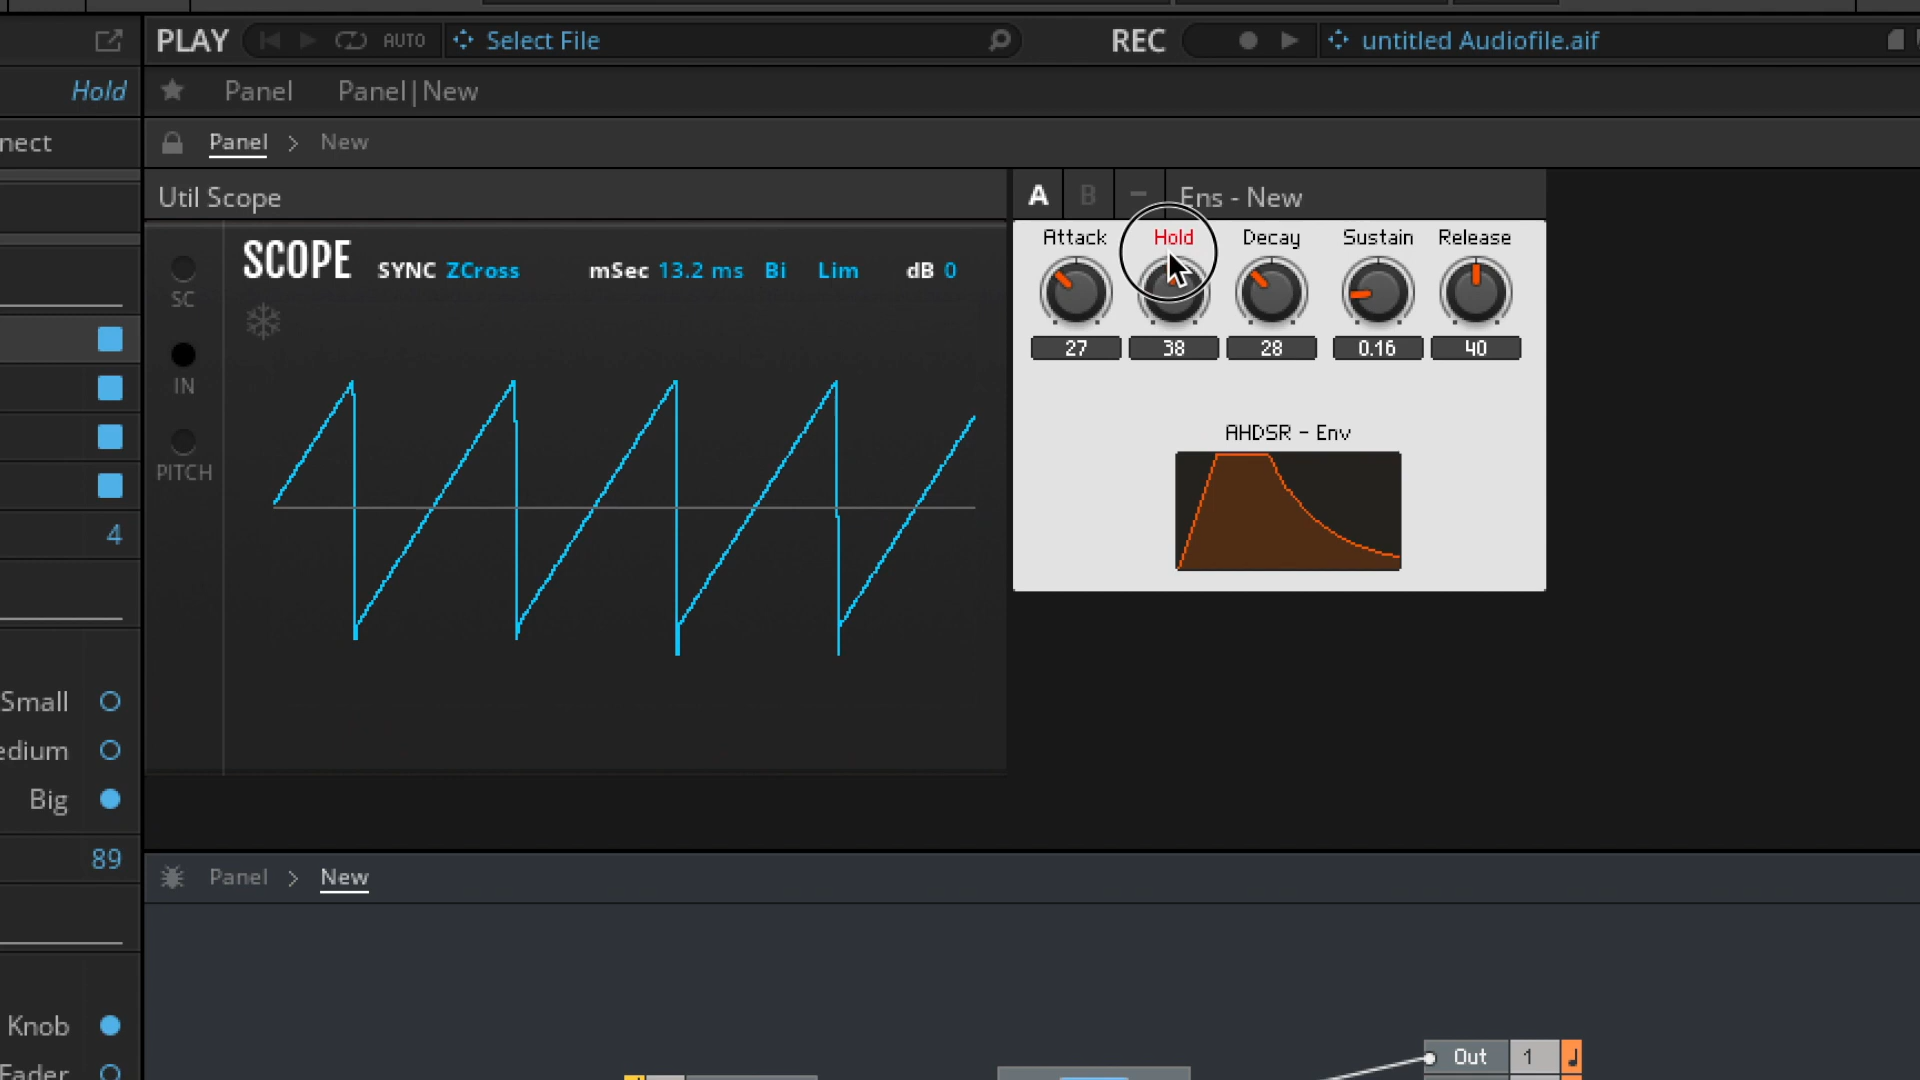 PLAY AUTO Select File REC untitled Audiofile.aif
Hold Panel Panel|New
nect Panel > New
Util Scope A B Ens - New
SCOPE SYNC ZCross mSec 13.2 ms Bi Lim dB 0
SC
IN
PITCH
Attack Hold Decay Sustain Release
27 38 28 0.16 40
AHDSR - Env
4
Small
edium
Big
89
Panel > New
Knob
Fader
Out 1